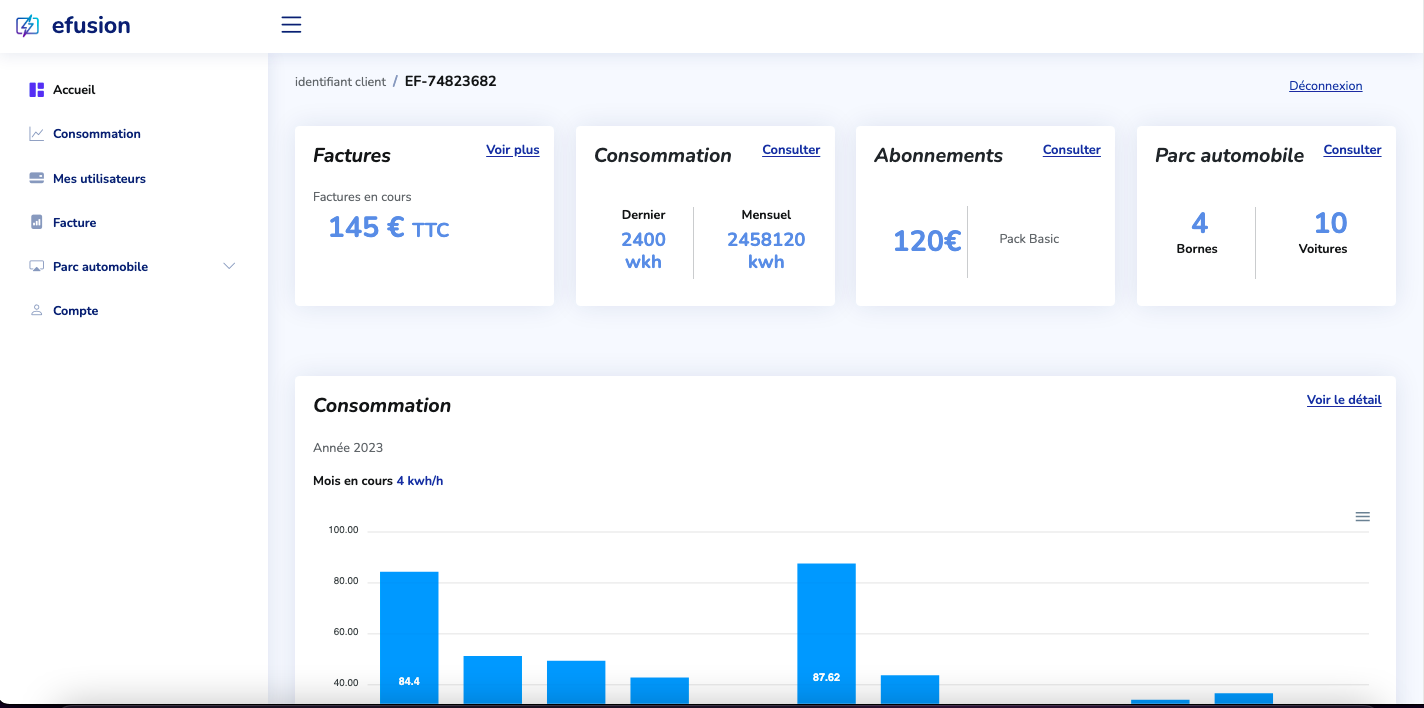 efusion
identifiant client / EF-74823682
Déconnexion
Accueil
Consommation
Mes utilisateurs
Facture
Parc automobile
Compte
Factures
Voir plus
Factures en cours
145 € TTC
Consommation
Consulter
Dernier
2400
wkh
Mensuel
2458120
kwh
Abonnements
Consulter
120€
Pack Basic
Parc automobile
Consulter
4
Bornes
10
Voitures
Consommation
Voir le détail
Année 2023
Mois en cours 4 kwh/h
100.00
80.00
60.00
40.00
84.4
87.62